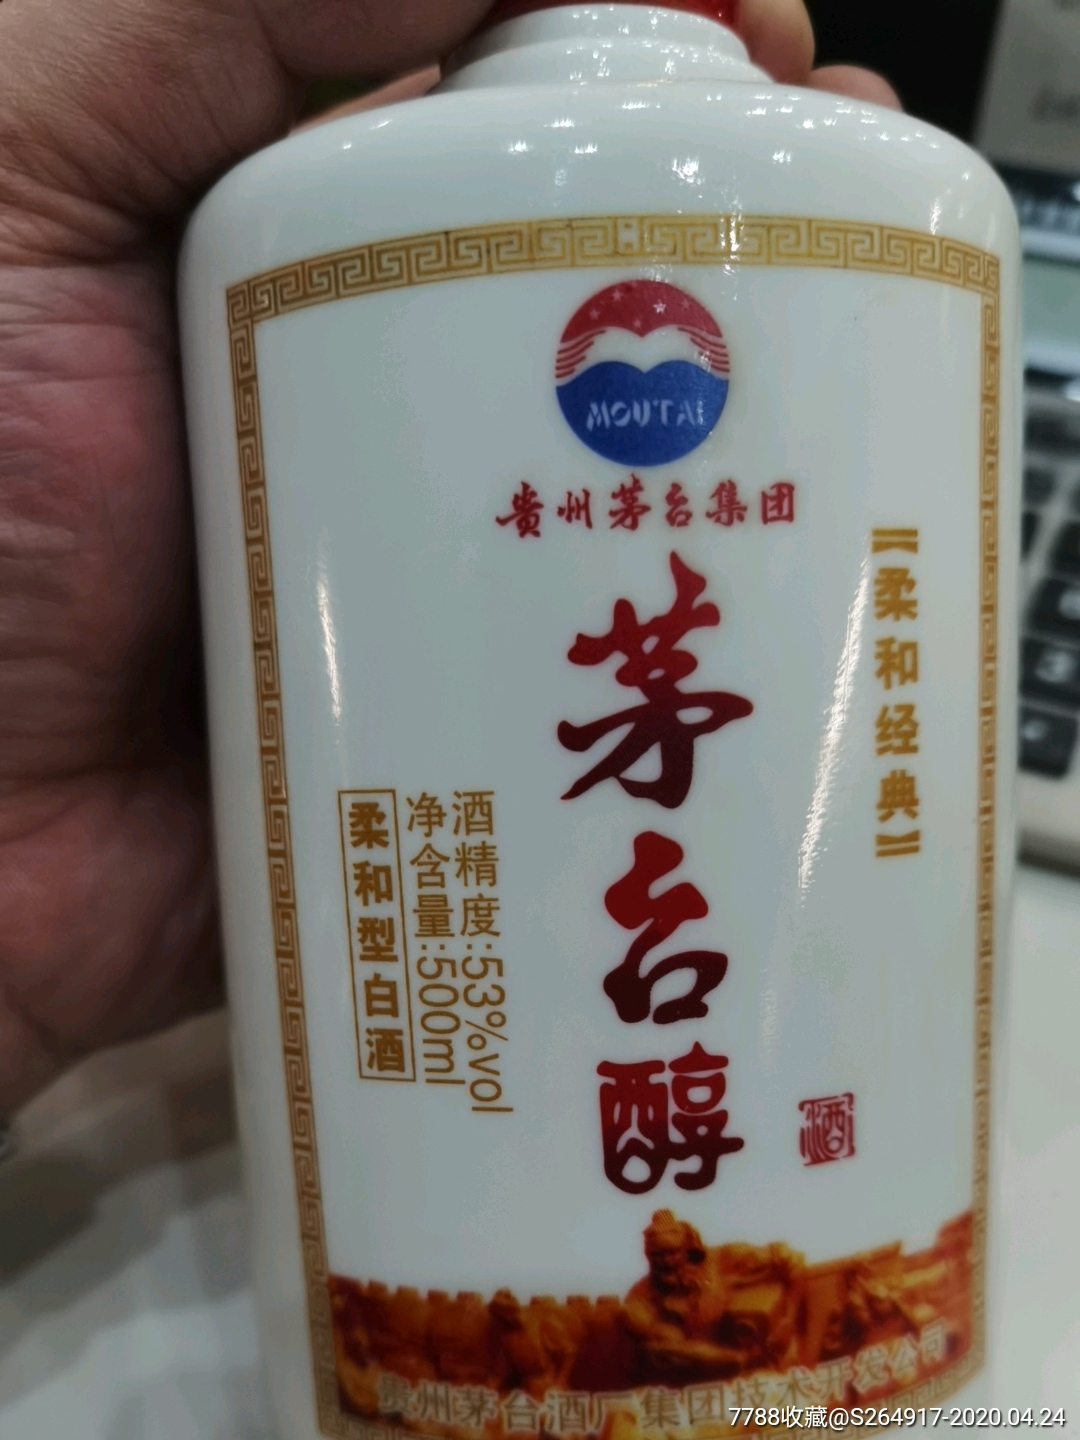 MOUTAI
贵州茅台集团
【柔和经典】
茅台醇
酒
酒精度:53%vol
净含量:500ml
柔和型白酒
贵州茅台酒厂集团技术开发公司
7788收藏@S264917-2020.04.24